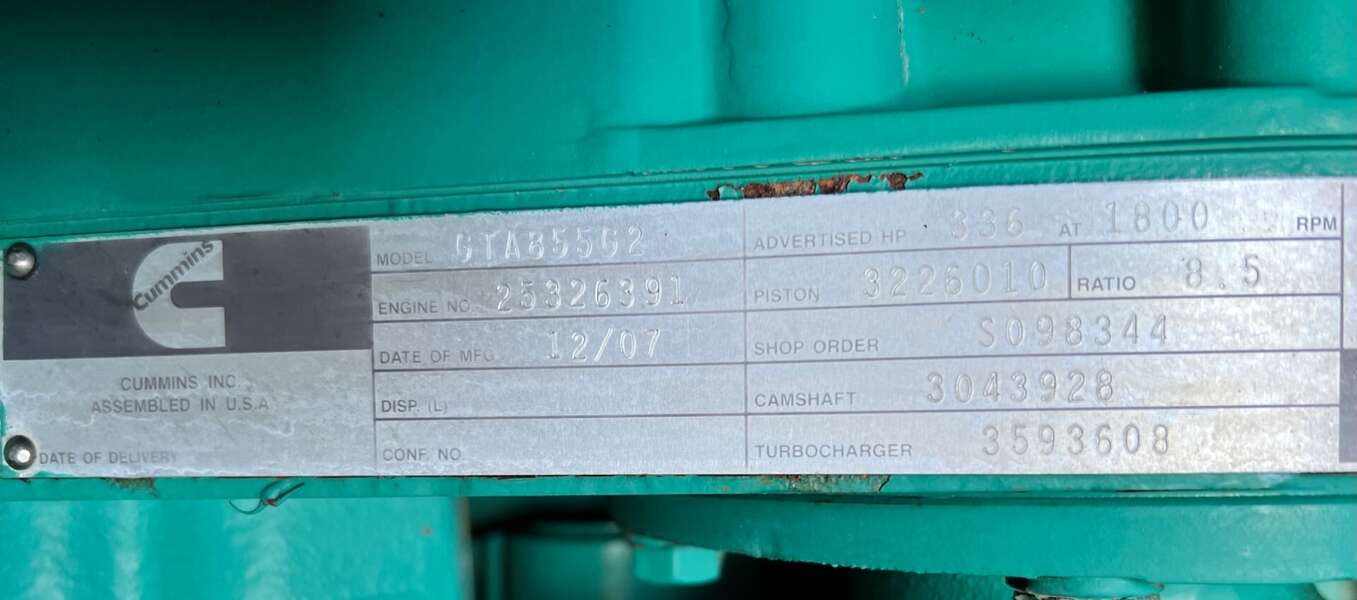 Cummins
CUMMINS INC
ASSEMBLED IN U.S.A
DATE OF DELIVERY
MODEL GTA855G2
ENGINE NO. 25326391
DATE OF MFG 12/07
DISP. (L)
CONF. NO.
ADVERTISED HP 336 AT 1800 RPM
PISTON 3226010 RATIO 8.5
SHOP ORDER SO98344
CAMSHAFT 3043928
TURBOCHARGER 3593608